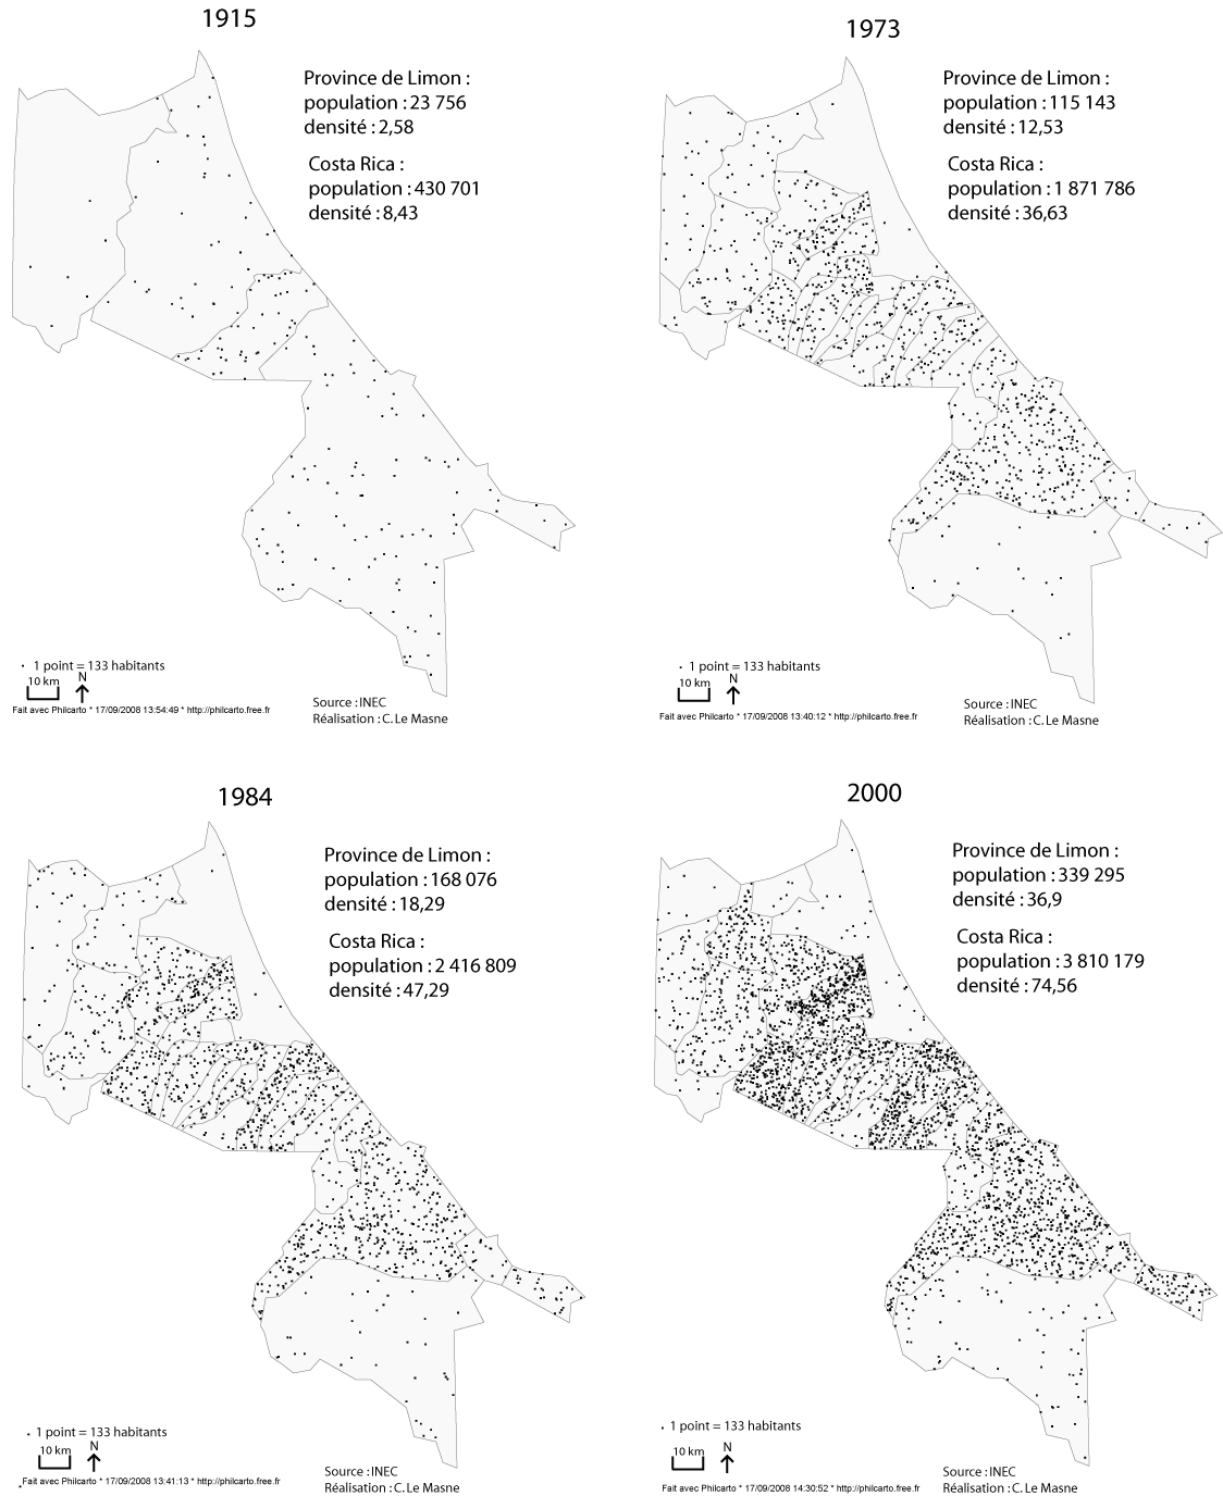 1915
Province de Limon :
population : 23 756
densité : 2,58
Costa Rica :
population : 430 701
densité : 8,43
1 point = 133 habitants
10 km
N
Fait avec Philcarto * 17/09/2008 13:54:49 * http://philcarto.free.fr
Source : INEC
Réalisation : C. Le Masne
1973
Province de Limon :
population : 115 143
densité : 12,53
Costa Rica :
population : 1 871 786
densité : 36,63
1 point = 133 habitants
10 km
N
Fait avec Philcarto * 17/09/2008 13:40:12 * http://philcarto.free.fr
Source : INEC
Réalisation : C. Le Masne
1984
Province de Limon :
population : 168 076
densité : 18,29
Costa Rica :
population : 2 416 809
densité : 47,29
1 point = 133 habitants
10 km
N
Fait avec Philcarto * 17/09/2008 13:41:13 * http://philcarto.free.fr
Source : INEC
Réalisation : C. Le Masne
2000
Province de Limon :
population : 339 295
densité : 36,9
Costa Rica :
population : 3 810 179
densité : 74,56
1 point = 133 habitants
10 km
N
Fait avec Philcarto * 17/09/2008 14:30:52 * http://philcarto.free.fr
Source : INEC
Réalisation : C. Le Masne